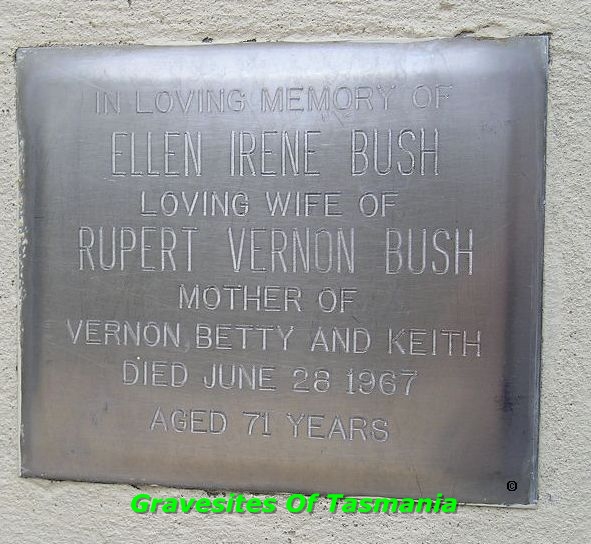 IN LOVING MEMORY OF
ELLEN IRENE BUSH
LOVING WIFE OF
RUPERT VERNON BUSH
MOTHER OF
VERNON, BETTY AND KEITH
DIED JUNE 28 1967
AGED 71 YEARS
©
Gravesites Of Tasmania